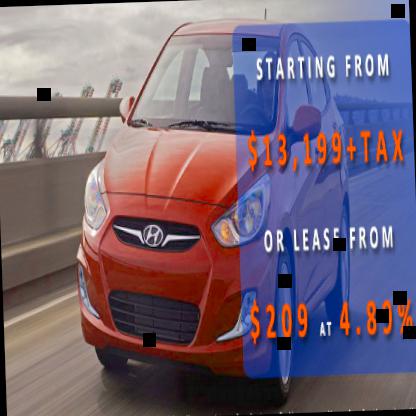 STARTING FROM
$13,199+TAX
OR LEASE FROM
$209 AT